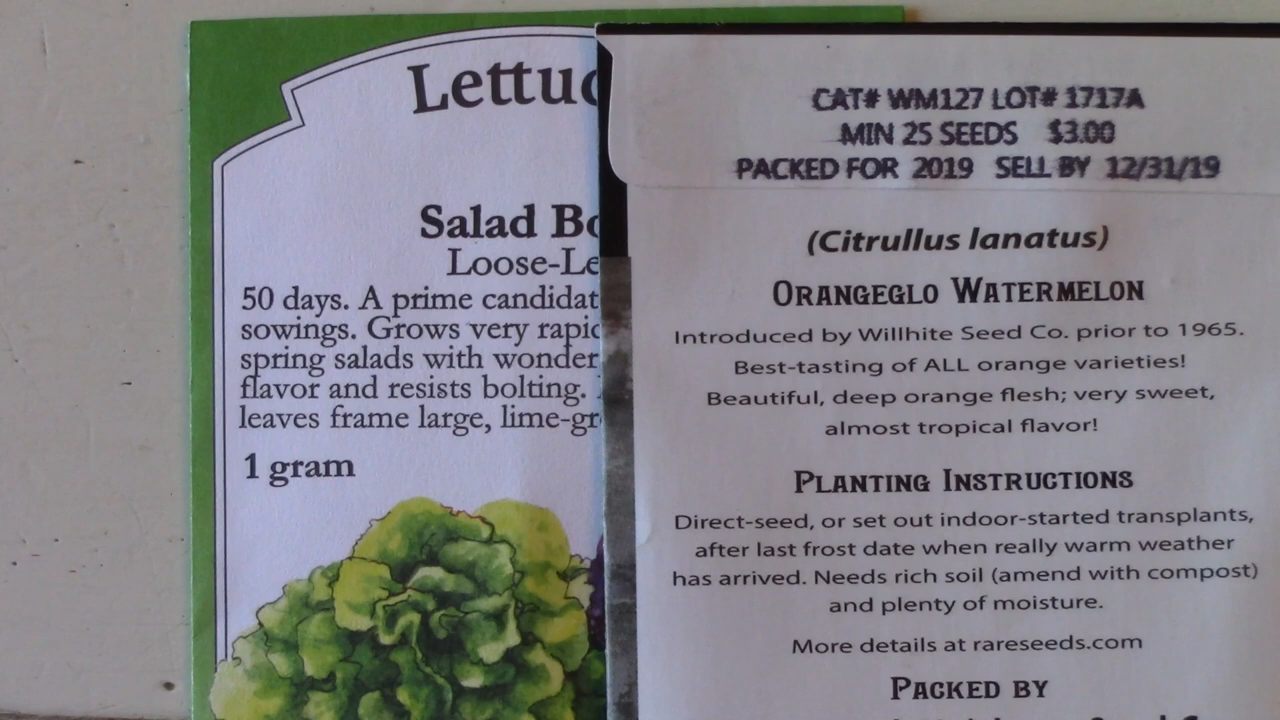 Lettuc
Salad Bo
Loose-Le
50 days. A prime candidat
sowings. Grows very rapid
spring salads with wonder
flavor and resists bolting.
leaves frame large, lime-gr
1 gram
CAT# WM127 LOT# 1717A
MIN 25 SEEDS $3.00
PACKED FOR 2019 SELL BY 12/31/19
(Citrullus lanatus)
ORANGEGLO WATERMELON
Introduced by Willhite Seed Co. prior to 1965.
Best-tasting of ALL orange varieties!
Beautiful, deep orange flesh; very sweet,
almost tropical flavor!
PLANTING INSTRUCTIONS
Direct-seed, or set out indoor-started transplants,
after last frost date when really warm weather
has arrived. Needs rich soil (amend with compost)
and plenty of moisture.
More details at rareseeds.com
PACKED BY